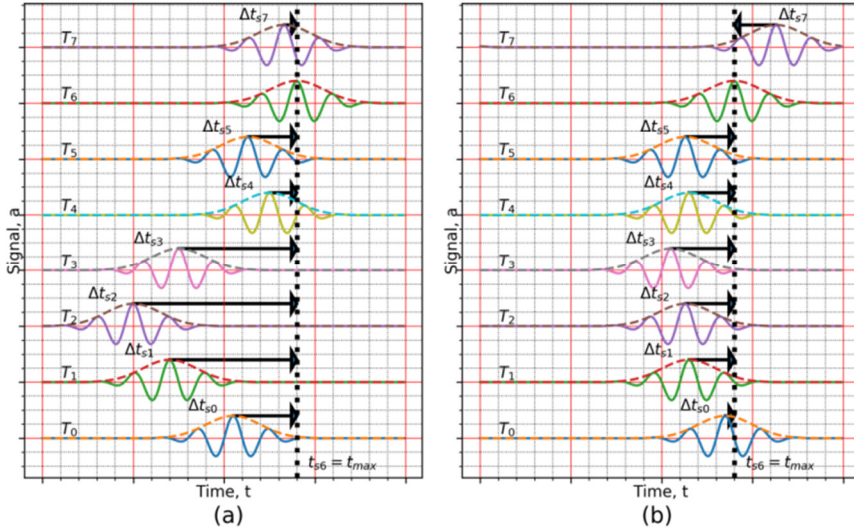 Δt_s7
T_7
T_6
Δt_s5
T_5
Δt_s4
T_4
Δt_s3
T_3
Δt_s2
T_2
Δt_s1
T_1
Δt_s0
T_0
t_s6 = t_max
Signal, a
Time, t
(a)
Δt_s7
T_7
T_6
Δt_s5
T_5
Δt_s4
T_4
Δt_s3
T_3
Δt_s2
T_2
Δt_s1
T_1
Δt_s0
T_0
t_s6 = t_max
Signal, a
Time, t
(b)